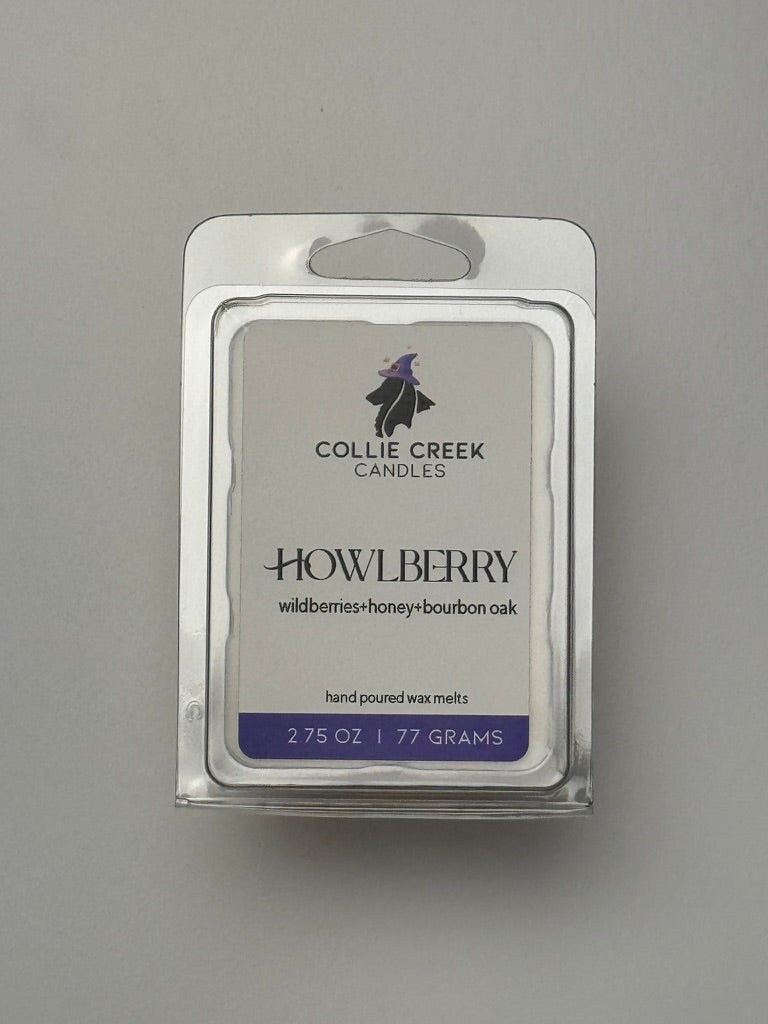 COLLIE CREEK
CANDLES
HOWLBERRY
wildberries+honey+bourbon oak
hand poured wax melts
2.75 OZ | 77 GRAMS